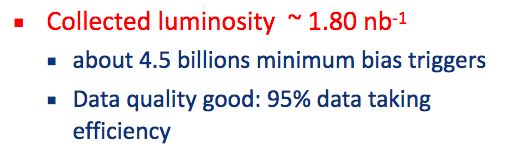 ▪ Collected luminosity ~ 1.80 nb-1
▪ about 4.5 billions minimum bias triggers
▪ Data quality good: 95% data taking
efficiency